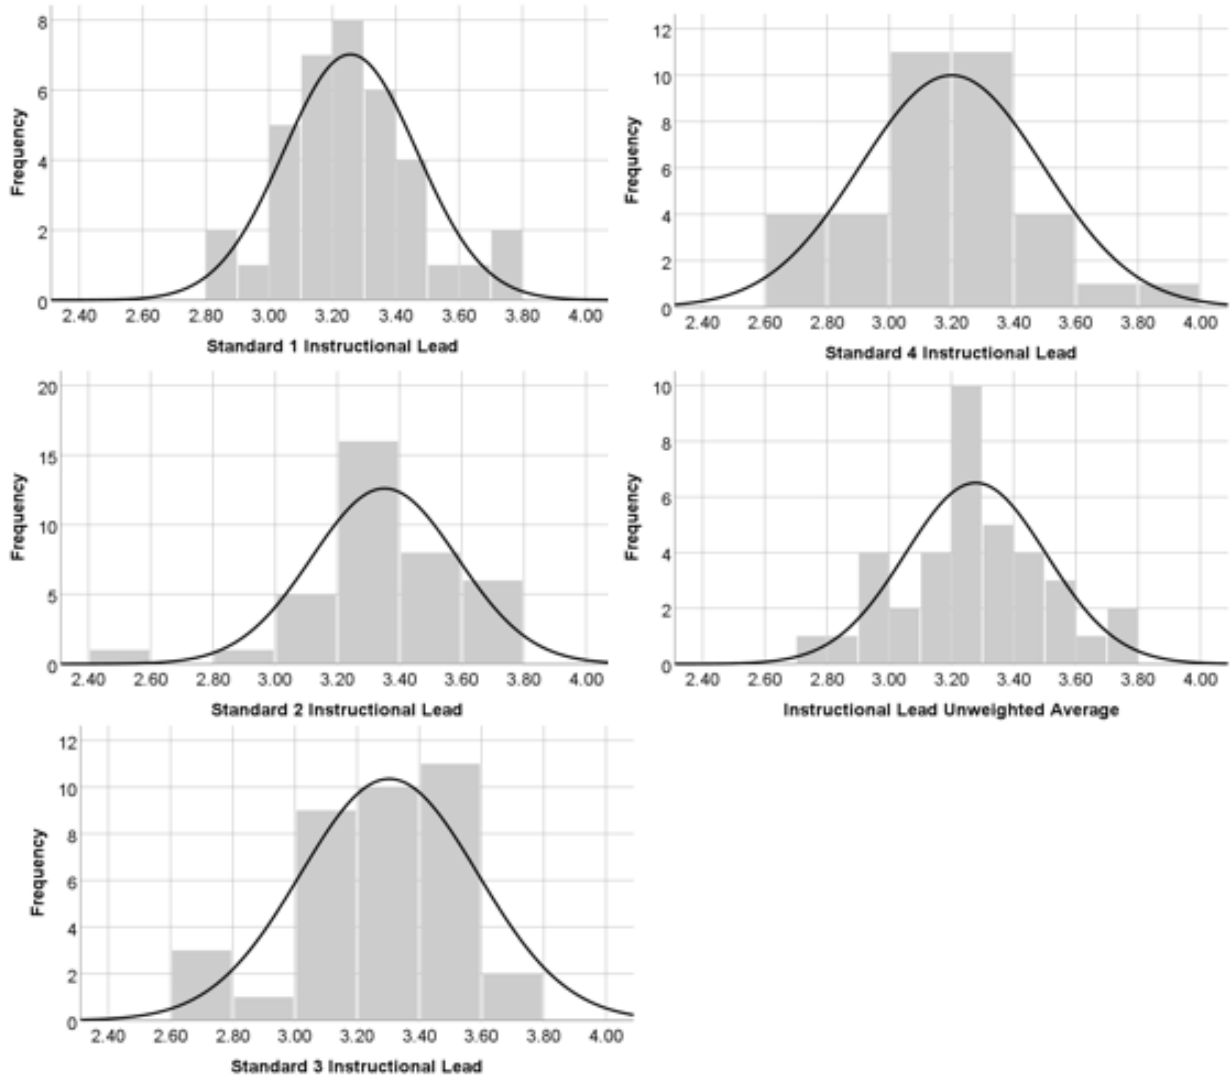 8
6
4
2
0
Frequency
2.40 2.60 2.80 3.00 3.20 3.40 3.60 3.80 4.00
Standard 1 Instructional Lead
12
10
8
6
4
2
0
Frequency
2.40 2.60 2.80 3.00 3.20 3.40 3.60 3.80 4.00
Standard 4 Instructional Lead
20
15
10
5
0
Frequency
2.40 2.60 2.80 3.00 3.20 3.40 3.60 3.80 4.00
Standard 2 Instructional Lead
10
8
6
4
2
0
Frequency
2.40 2.60 2.80 3.00 3.20 3.40 3.60 3.80 4.00
Instructional Lead Unweighted Average
12
10
8
6
4
2
0
Frequency
2.40 2.60 2.80 3.00 3.20 3.40 3.60 3.80 4.00
Standard 3 Instructional Lead